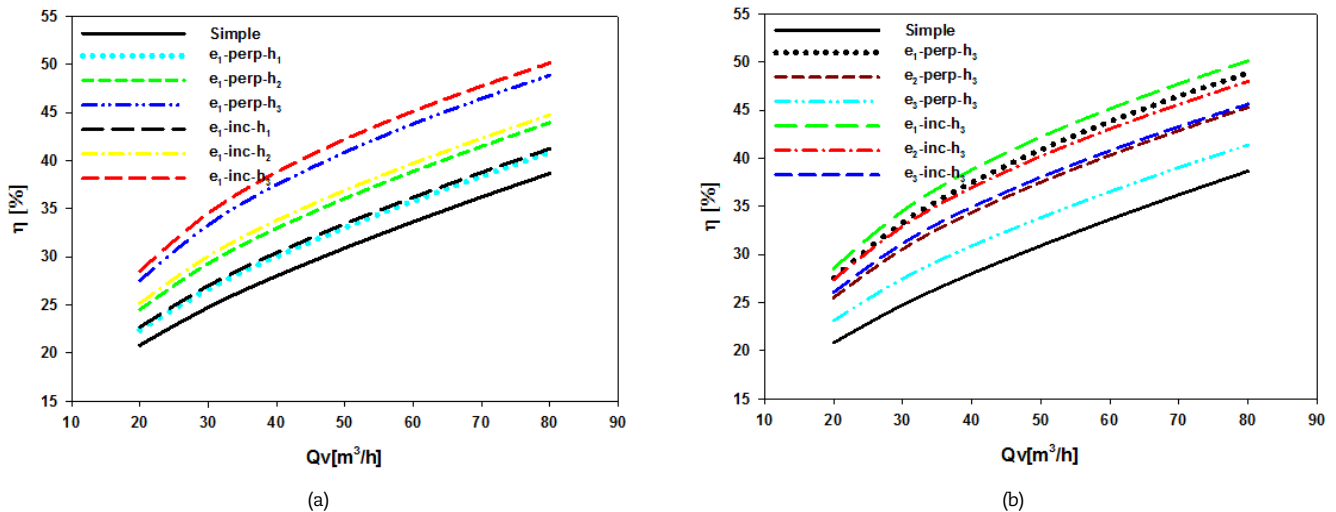 55
50
45
40
35
30
25
20
15
η [%]
Simple
e₁-perp-h₁
e₁-perp-h₂
e₁-perp-h₃
e₁-inc-h₁
e₁-inc-h₂
e₁-inc-h₃
10 20 30 40 50 60 70 80 90
Qv[m³/h]
(a)
55
50
45
40
35
30
25
20
15
η [%]
Simple
e₁-perp-h₃
e₂-perp-h₃
e₃-perp-h₃
e₁-inc-h₃
e₂-inc-h₃
e₃-inc-h₃
10 20 30 40 50 60 70 80 90
Qv[m³/h]
(b)